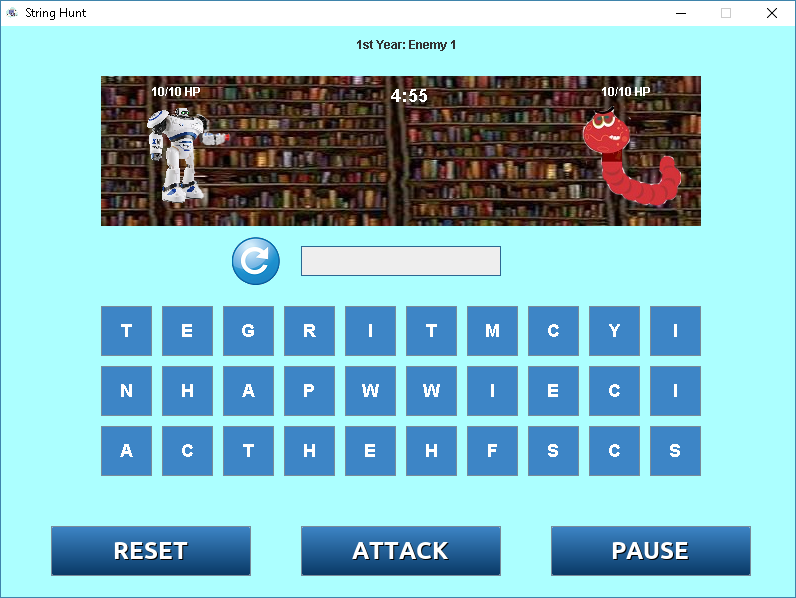 String Hunt
1st Year: Enemy 1
10/10 HP 4:55 10/10 HP
T E G R I T M C Y I
N H A P W W I E C I
A C T H E H F S C S
RESET ATTACK PAUSE